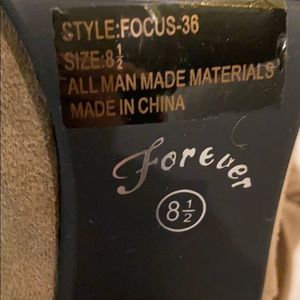 STYLE:FOCUS-36
SIZE:8½
ALL MAN MADE MATERIALS
MADE IN CHINA
Forever
8½